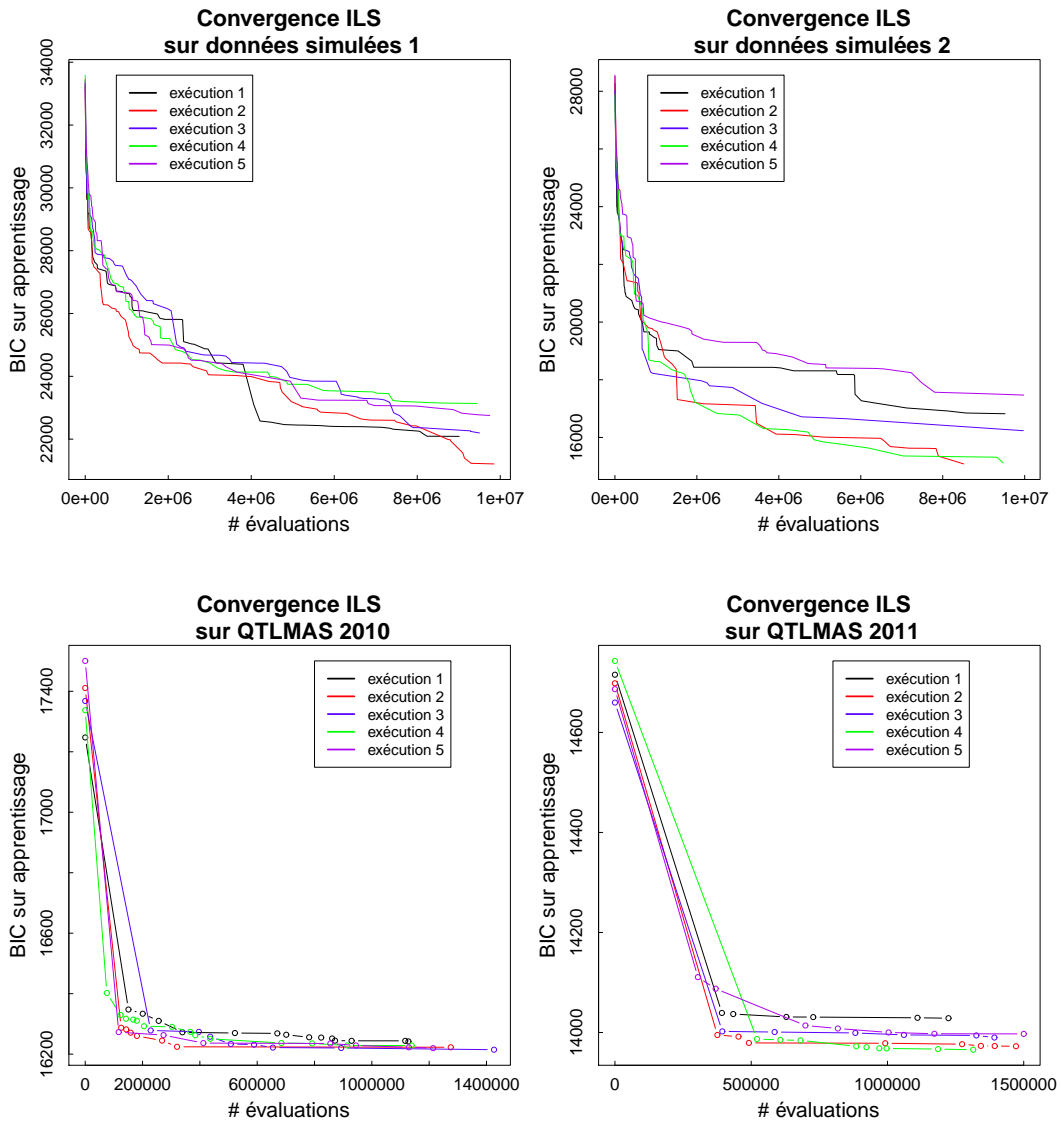 Convergence ILS
sur données simulées 1
BIC sur apprentissage
34000
32000
30000
28000
26000
24000
22000
exécution 1
exécution 2
exécution 3
exécution 4
exécution 5
0e+00 2e+06 4e+06 6e+06 8e+06 1e+07
# évaluations
Convergence ILS
sur données simulées 2
BIC sur apprentissage
28000
24000
20000
16000
exécution 1
exécution 2
exécution 3
exécution 4
exécution 5
0e+00 2e+06 4e+06 6e+06 8e+06 1e+07
# évaluations
Convergence ILS
sur QTLMAS 2010
BIC sur apprentissage
17400
17000
16600
16200
exécution 1
exécution 2
exécution 3
exécution 4
exécution 5
0 200000 600000 1000000 1400000
# évaluations
Convergence ILS
sur QTLMAS 2011
BIC sur apprentissage
14600
14400
14200
14000
exécution 1
exécution 2
exécution 3
exécution 4
exécution 5
0 500000 1000000 1500000
# évaluations